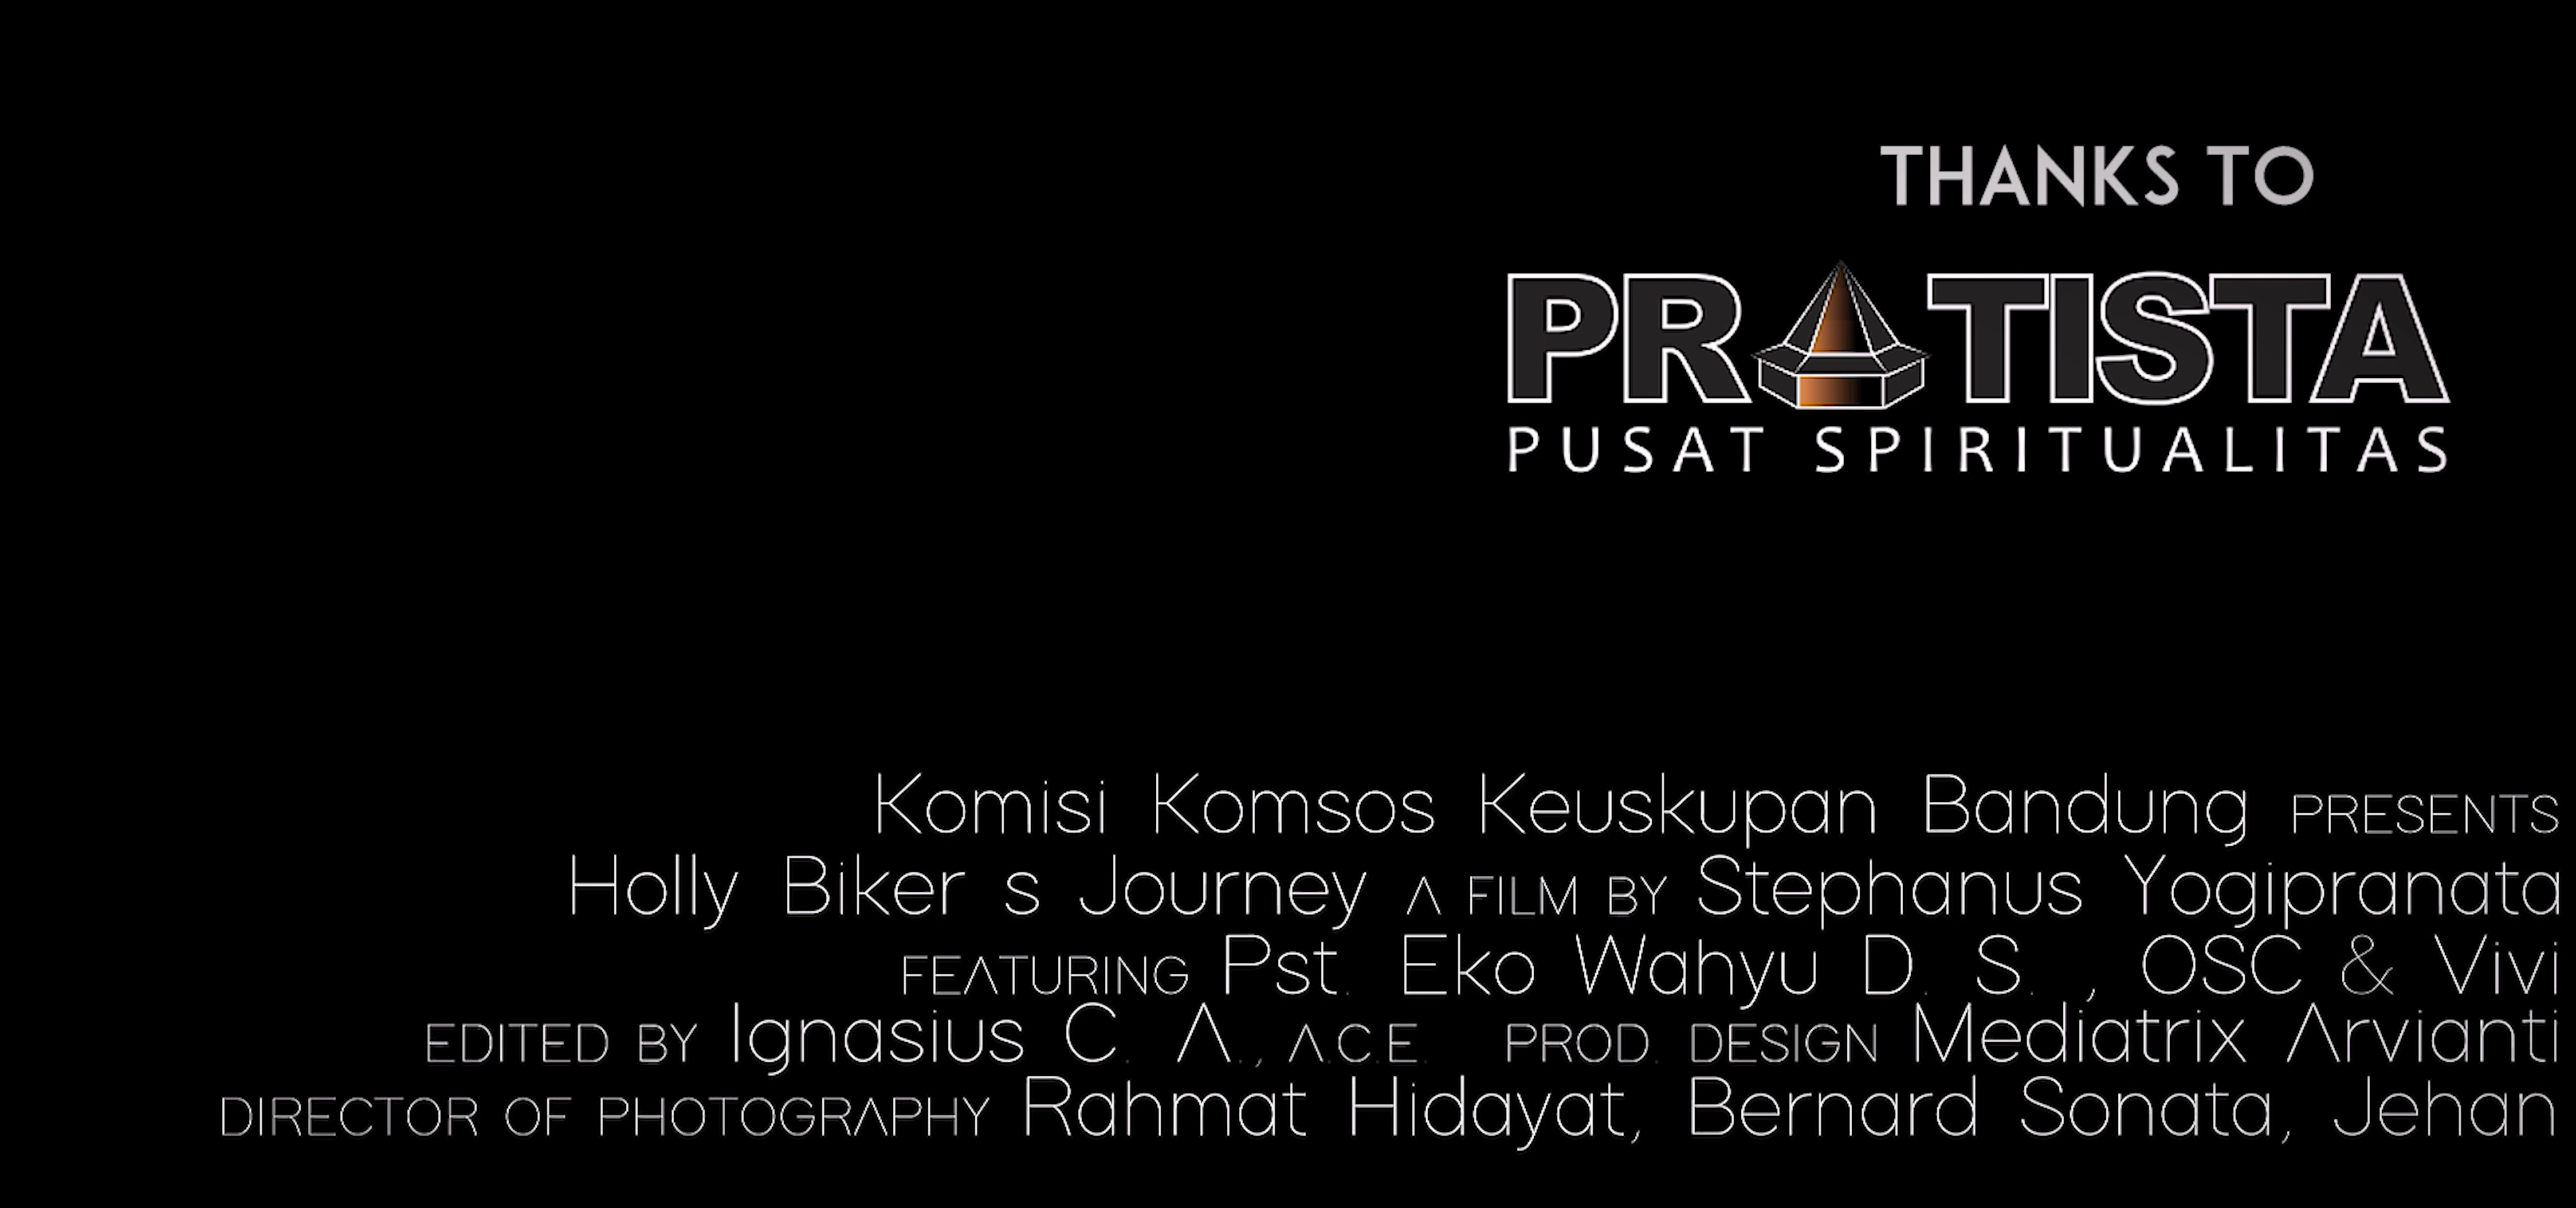 THANKS TO
PRATISTA
PUSAT SPIRITUALITAS
Komisi Komsos Keuskupan Bandung PRESENTS
Holly Biker s Journey A FILM BY Stephanus Yogipranata
FEATURING Pst. Eko Wahyu D. S. , OSC & Vivi
EDITED BY Ignasius C. A., A.C.E. PROD. DESIGN Mediatrix Arvianti
DIRECTOR OF PHOTOGRAPHY Rahmat Hidayat, Bernard Sonata, Jehan